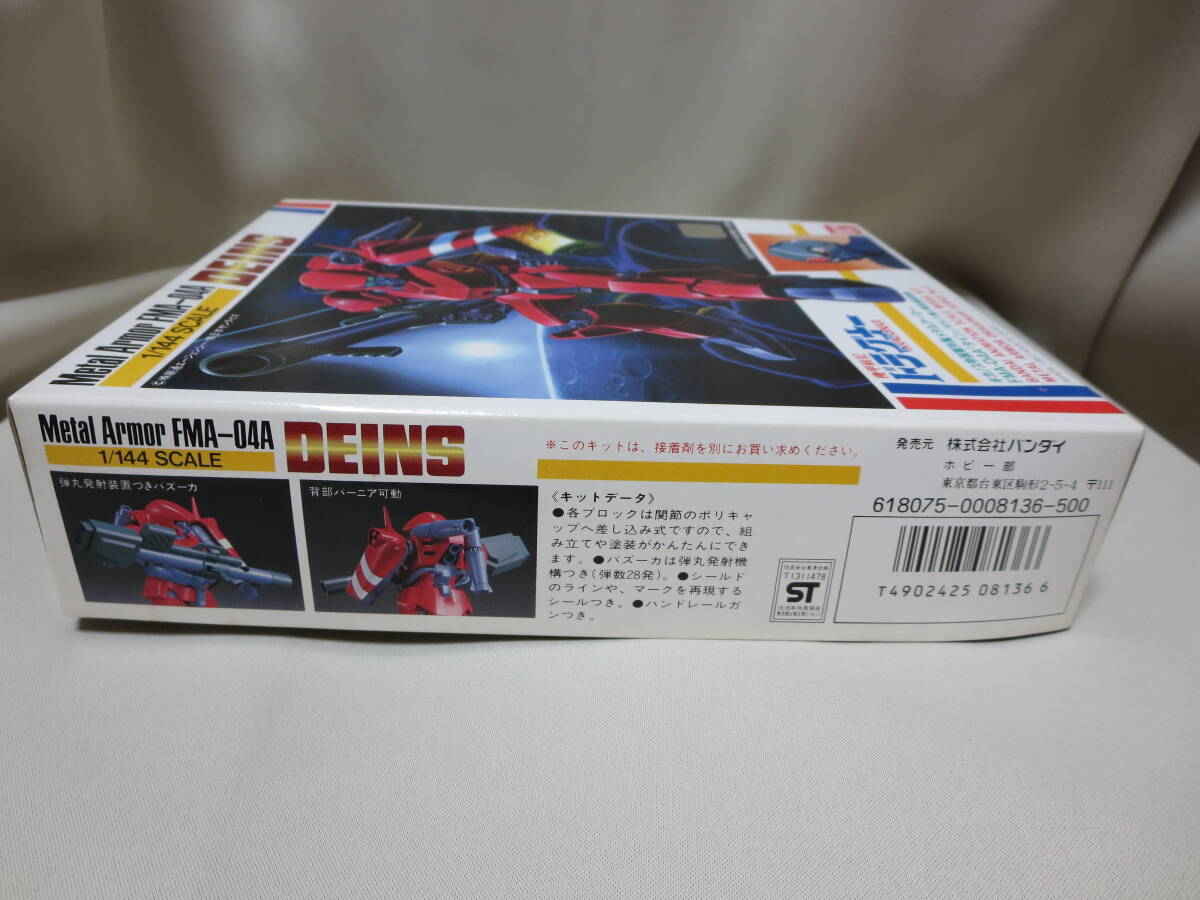 Metal Armor FMA-04A
1/144 SCALE
DEINS
Metal Armor FMA-04A
1/144 SCALE
DEINS
弾丸発射装置つきバズーカ
背部バーニア可動
※このキットは、接着剤を別にお買い求めください。
《キットデータ》
●各ブロックは関節のポリキャ
ップへ差し込み式ですので、組
み立てや塗装がかんたんにでき
ます。●バズーカは弾丸発射機
構つき(弾数28発)。●シールド
のラインや、マークを再現する
シールつき。●ハンドレールガ
ンつき。
発売元 株式会社バンダイ
ホビー部
東京都台東区駒形2-5-4 〒111
618075-0008136-500
T4902425 08136 6
T1311478
ST